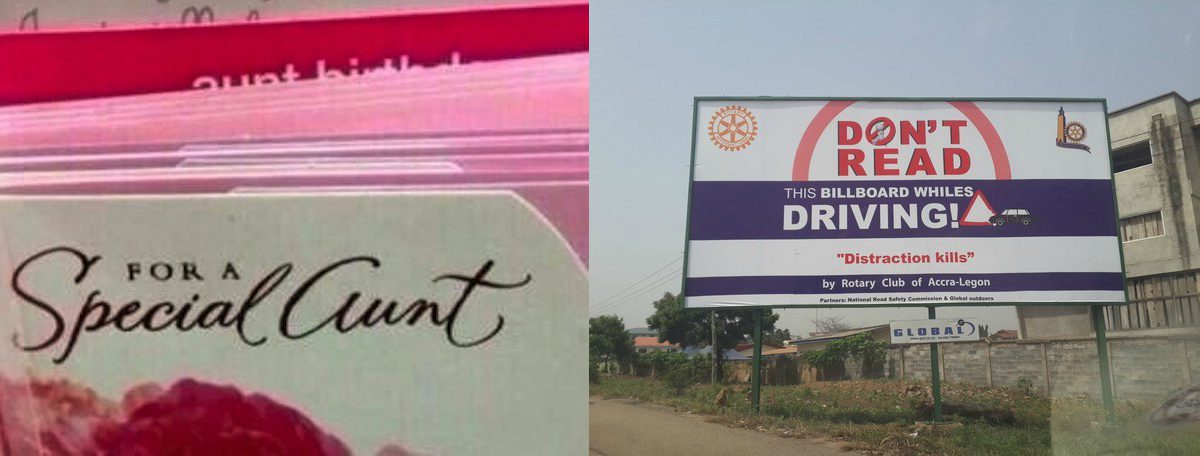 aunt birthda
FOR A
Special Aunt
DON'T
READ
THIS BILLBOARD WHILES
DRIVING!
"Distraction kills"
by Rotary Club of Accra-Legon
Partners: National Road Safety Commission & Global outdoors
GLOBAL